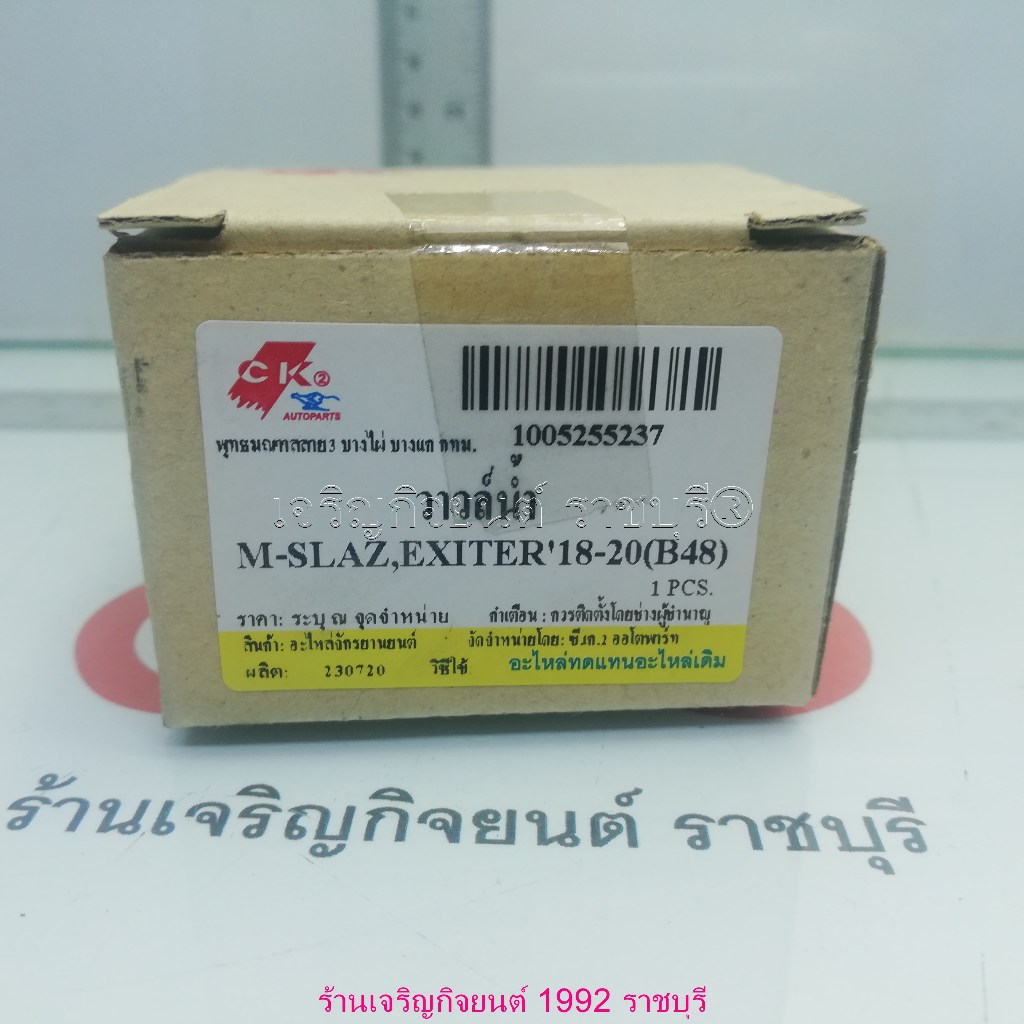 CK2
AUTOPARTS
พุทธมณฑลสาย3 บางไผ่ บางแค กทม.
1005255237
วาวล์น้ำ
เจริญกิจยนต์ ราชบุรี®
M-SLAZ,EXITER'18-20(B48)
1 PCS.
ราคา: ระบุ ณ จุดจำหน่าย คำเตือน : ควรติดตั้งโดยช่างผู้ชำนาญ
สินค้า: อะไหล่จักรยานยนต์ จัดจำหน่ายโดย: ซี.เค.2 ออโตพาร์ท
ผลิต: 230720 วิธีใช้ อะไหล่ทดแทนอะไหล่เดิม
ร้านเจริญกิจยนต์ ราชบุรี
ร้านเจริญกิจยนต์ 1992 ราชบุรี